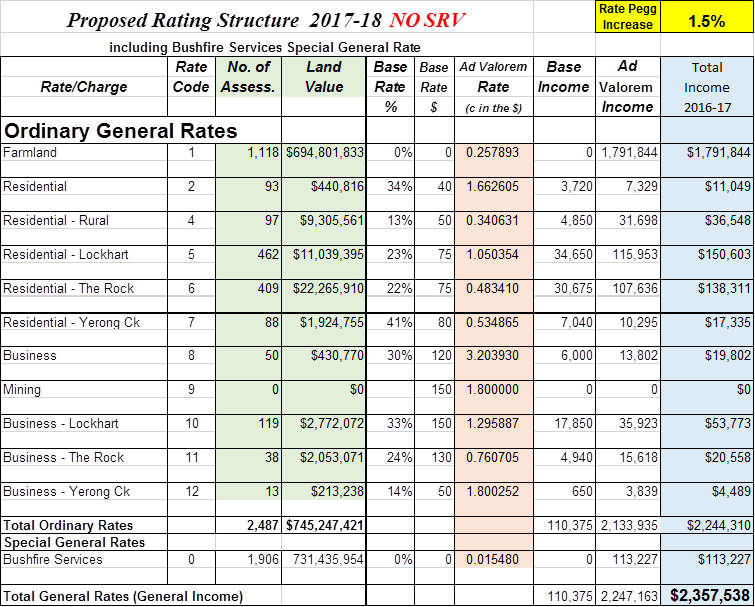 Proposed Rating Structure 2017-18 NO SRV Rate Pegg Increase 1.5%
including Bushfire Services Special General Rate
Rate No. of Land Base Base Ad Valorem Base Ad Total
Rate/Charge Code Assess. Value Rate Rate Rate Income Valorem Income
% $ (c in the $) Income 2016-17
Ordinary General Rates
Farmland 1 1,118 $694,801,833 0% 0 0.257893 0 1,791,844 $1,791,844
Residential 2 93 $440,816 34% 40 1.662605 3,720 7,329 $11,049
Residential - Rural 4 97 $9,305,561 13% 50 0.340631 4,850 31,698 $36,548
Residential - Lockhart 5 462 $11,039,395 23% 75 1.050354 34,650 115,953 $150,603
Residential - The Rock 6 409 $22,265,910 22% 75 0.483410 30,675 107,636 $138,311
Residential - Yerong Ck 7 88 $1,924,755 41% 80 0.534865 7,040 10,295 $17,335
Business 8 50 $430,770 30% 120 3.203930 6,000 13,802 $19,802
Mining 9 0 $0 150 1.800000 0 0 $0
Business - Lockhart 10 119 $2,772,072 33% 150 1.295887 17,850 35,923 $53,773
Business - The Rock 11 38 $2,053,071 24% 130 0.760705 4,940 15,618 $20,558
Business - Yerong Ck 12 13 $213,238 14% 50 1.800252 650 3,839 $4,489
Total Ordinary Rates 2,487 $745,247,421 110,375 2,133,935 $2,244,310
Special General Rates
Bushfire Services 0 1,906 731,435,954 0% 0 0.015480 0 113,227 $113,227
Total General Rates (General Income) 110,375 2,247,163 $2,357,538